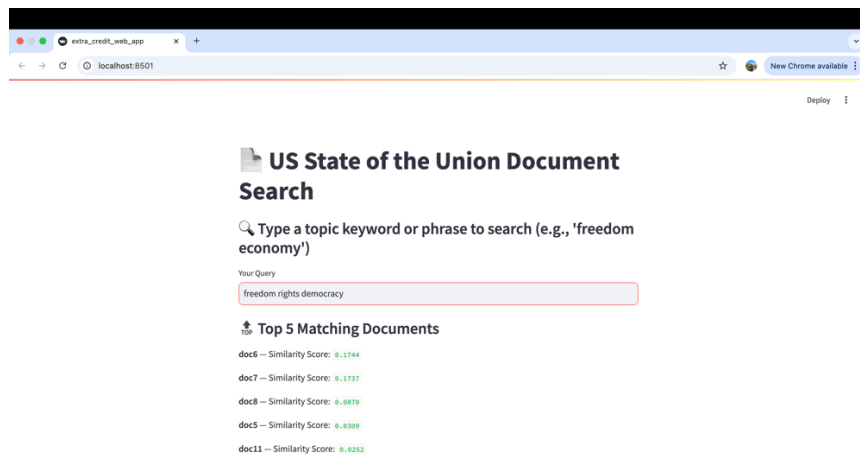 extra_credit_web_app
localhost:8501
New Chrome available
Deploy
US State of the Union Document
Search
Type a topic keyword or phrase to search (e.g., 'freedom
economy')
Your Query
freedom rights democracy
TOP Top 5 Matching Documents
doc6 — Similarity Score: 0.1744
doc7 — Similarity Score: 0.1737
doc8 — Similarity Score: 0.0870
doc5 — Similarity Score: 0.0309
doc11 — Similarity Score: 0.0252